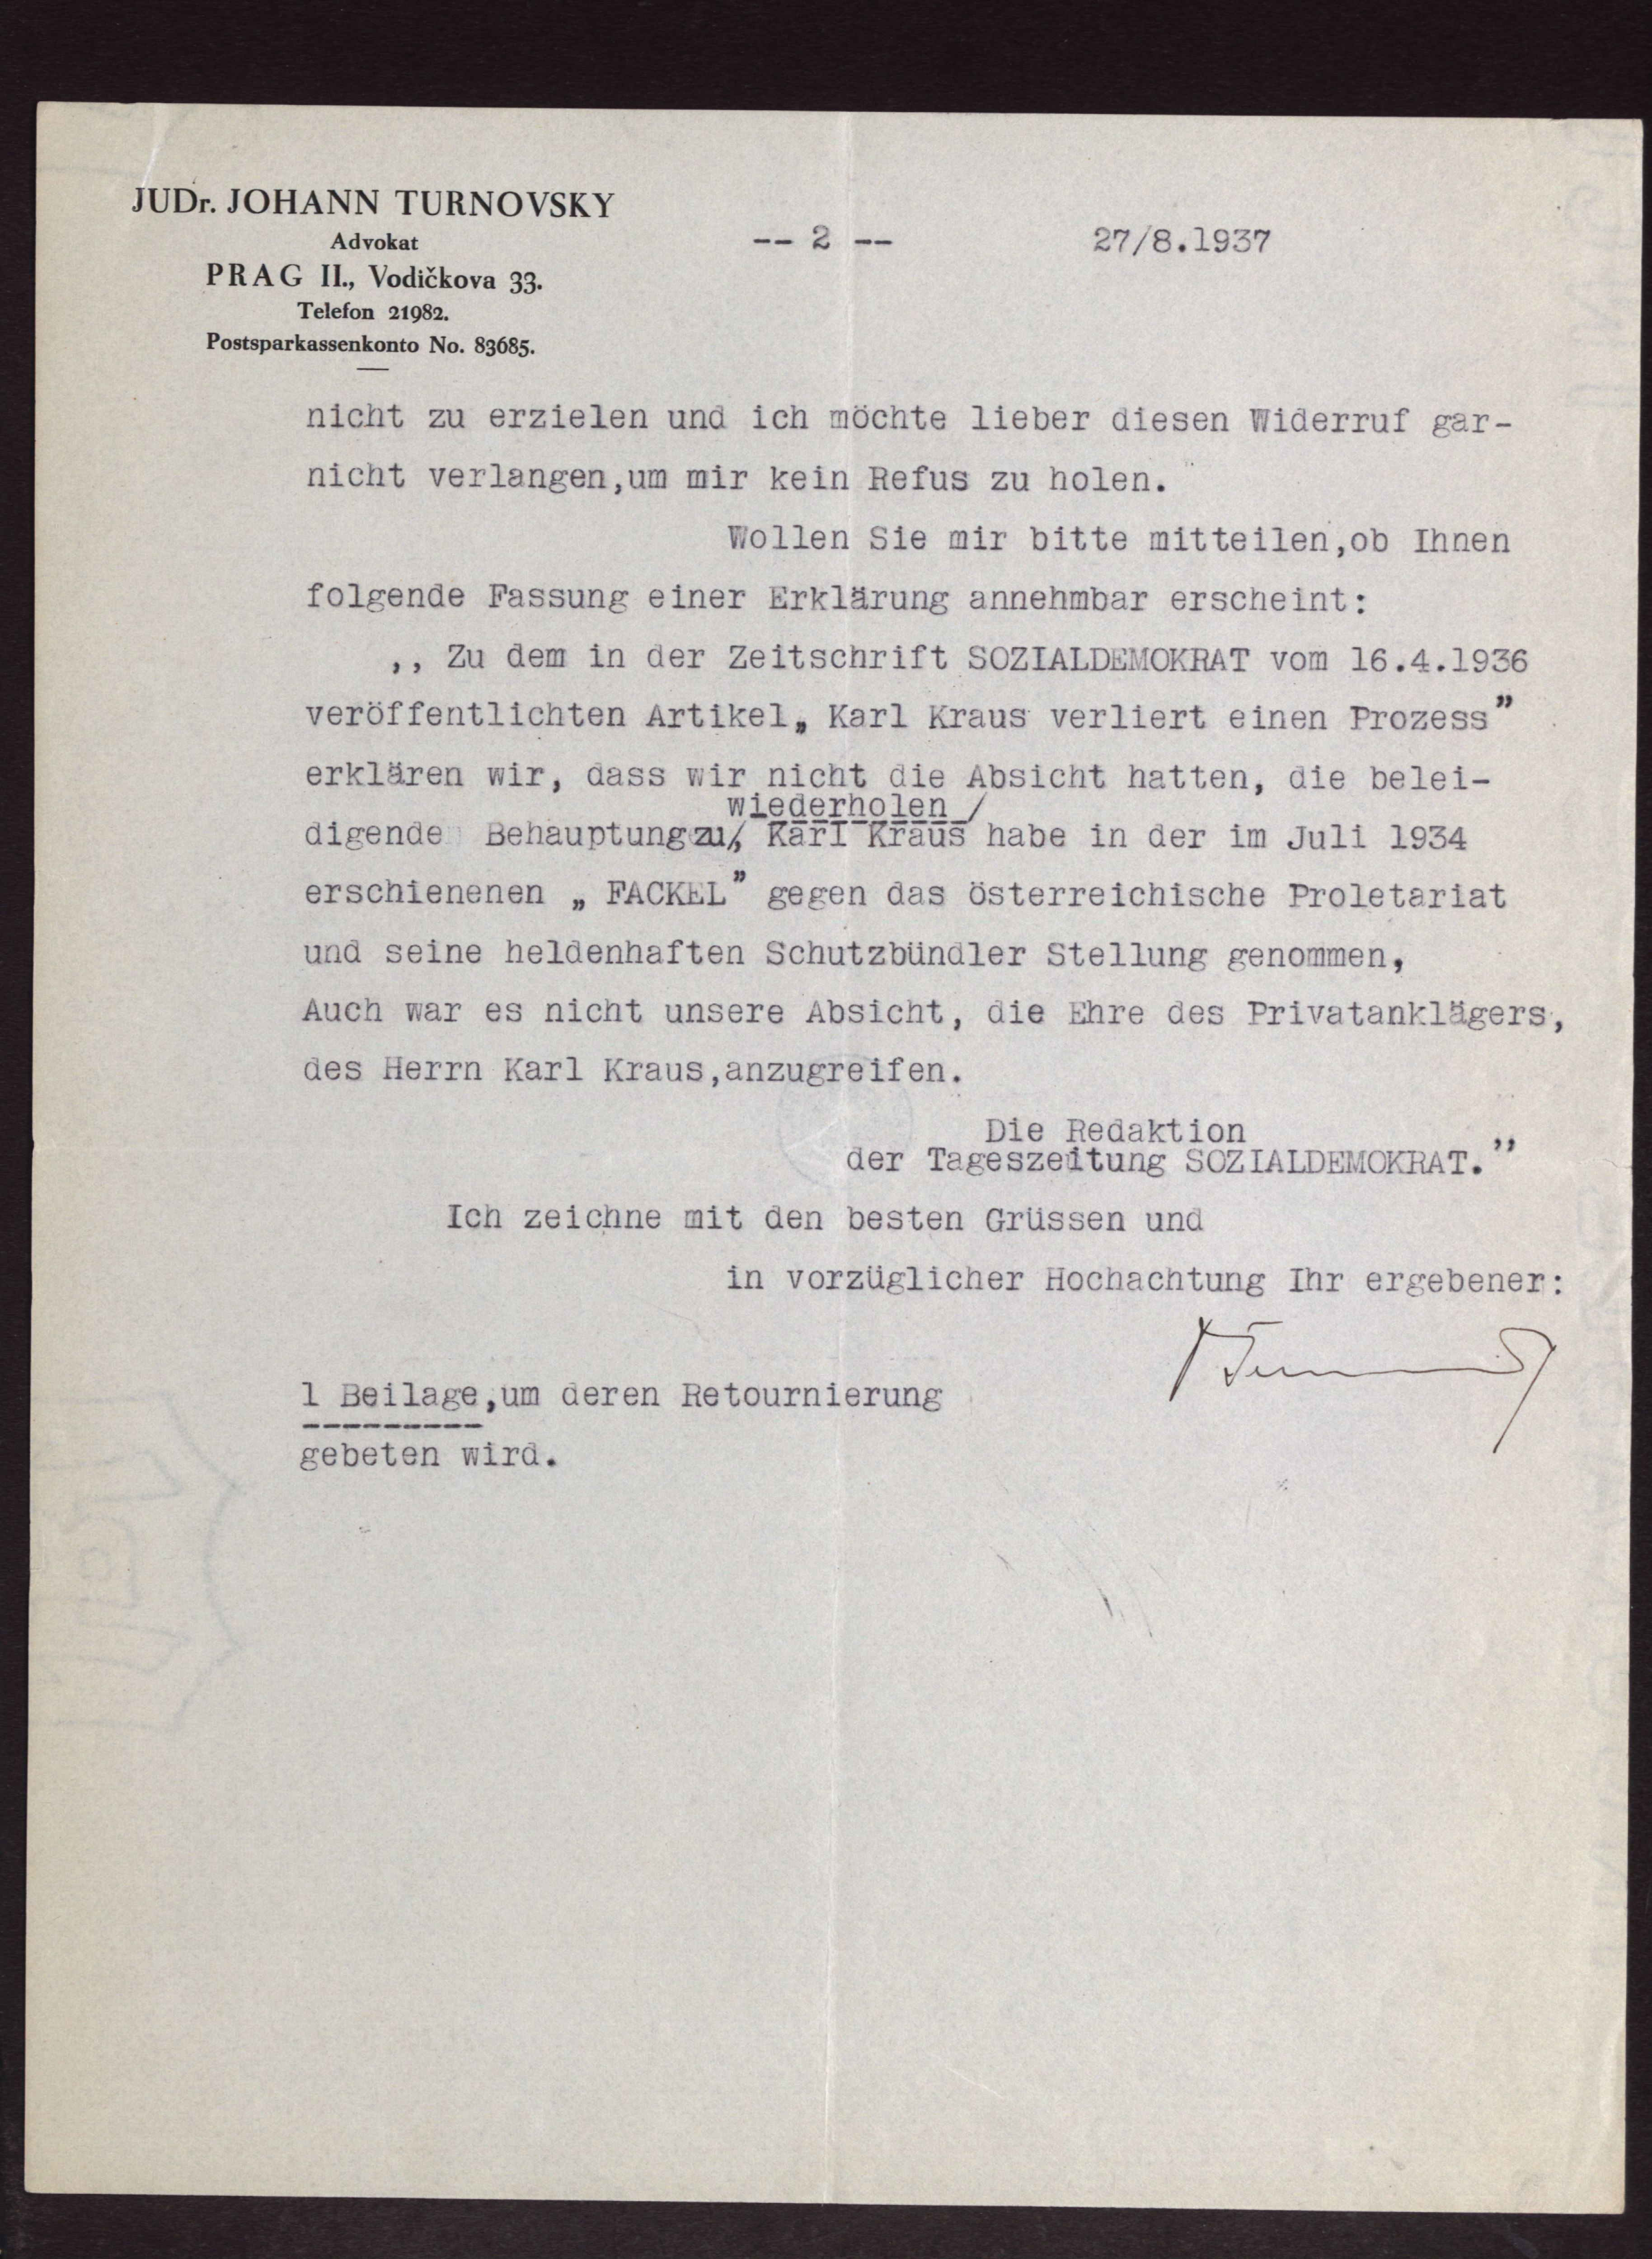 JUDr. JOHANN TURNOVSKY
Advokat
PRAG II., Vodičkova 33.
Telefon 21982.
Postsparkassenkonto No. 83685.
-- 2 --
27/8.1937
nicht zu erzielen und ich möchte lieber diesen Widerruf gar-
nicht verlangen,um mir kein Refus zu holen.
Wollen Sie mir bitte mitteilen,ob Ihnen
folgende Fassung einer Erklärung annehmbar erscheint:
,, Zu dem in der Zeitschrift SOZIALDEMOKRAT vom 16.4.1936
veröffentlichten Artikel„ Karl Kraus verliert einen Prozess”
erklären wir, dass wir nicht die Absicht hatten, die belei-
wiederholen /
digende Behauptung zu/, Karl Kraus habe in der im Juli 1934
erschienenen „ FACKEL” gegen das österreichische Proletariat
und seine heldenhaften Schutzbündler Stellung genommen,
Auch war es nicht unsere Absicht, die Ehre des Privatanklägers,
des Herrn Karl Kraus,anzugreifen.
Die Redaktion
der Tageszeitung SOZIALDEMOKRAT.”
Ich zeichne mit den besten Grüssen und
in vorzüglicher Hochachtung Ihr ergebener:
1 Beilage,um deren Retournierung
gebeten wird.